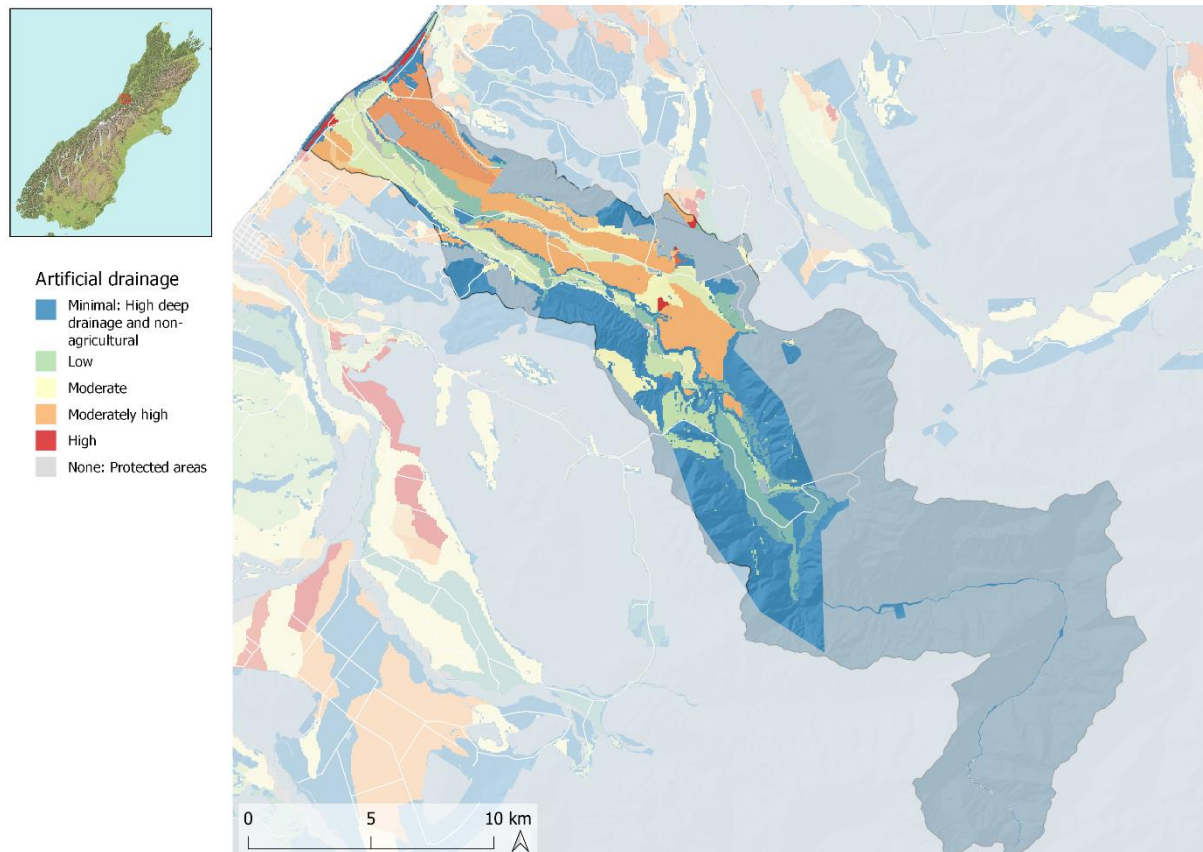 Artificial drainage
Minimal: High deep
drainage and non-
agricultural
Low
Moderate
Moderately high
High
None: Protected areas
0 5 10 km